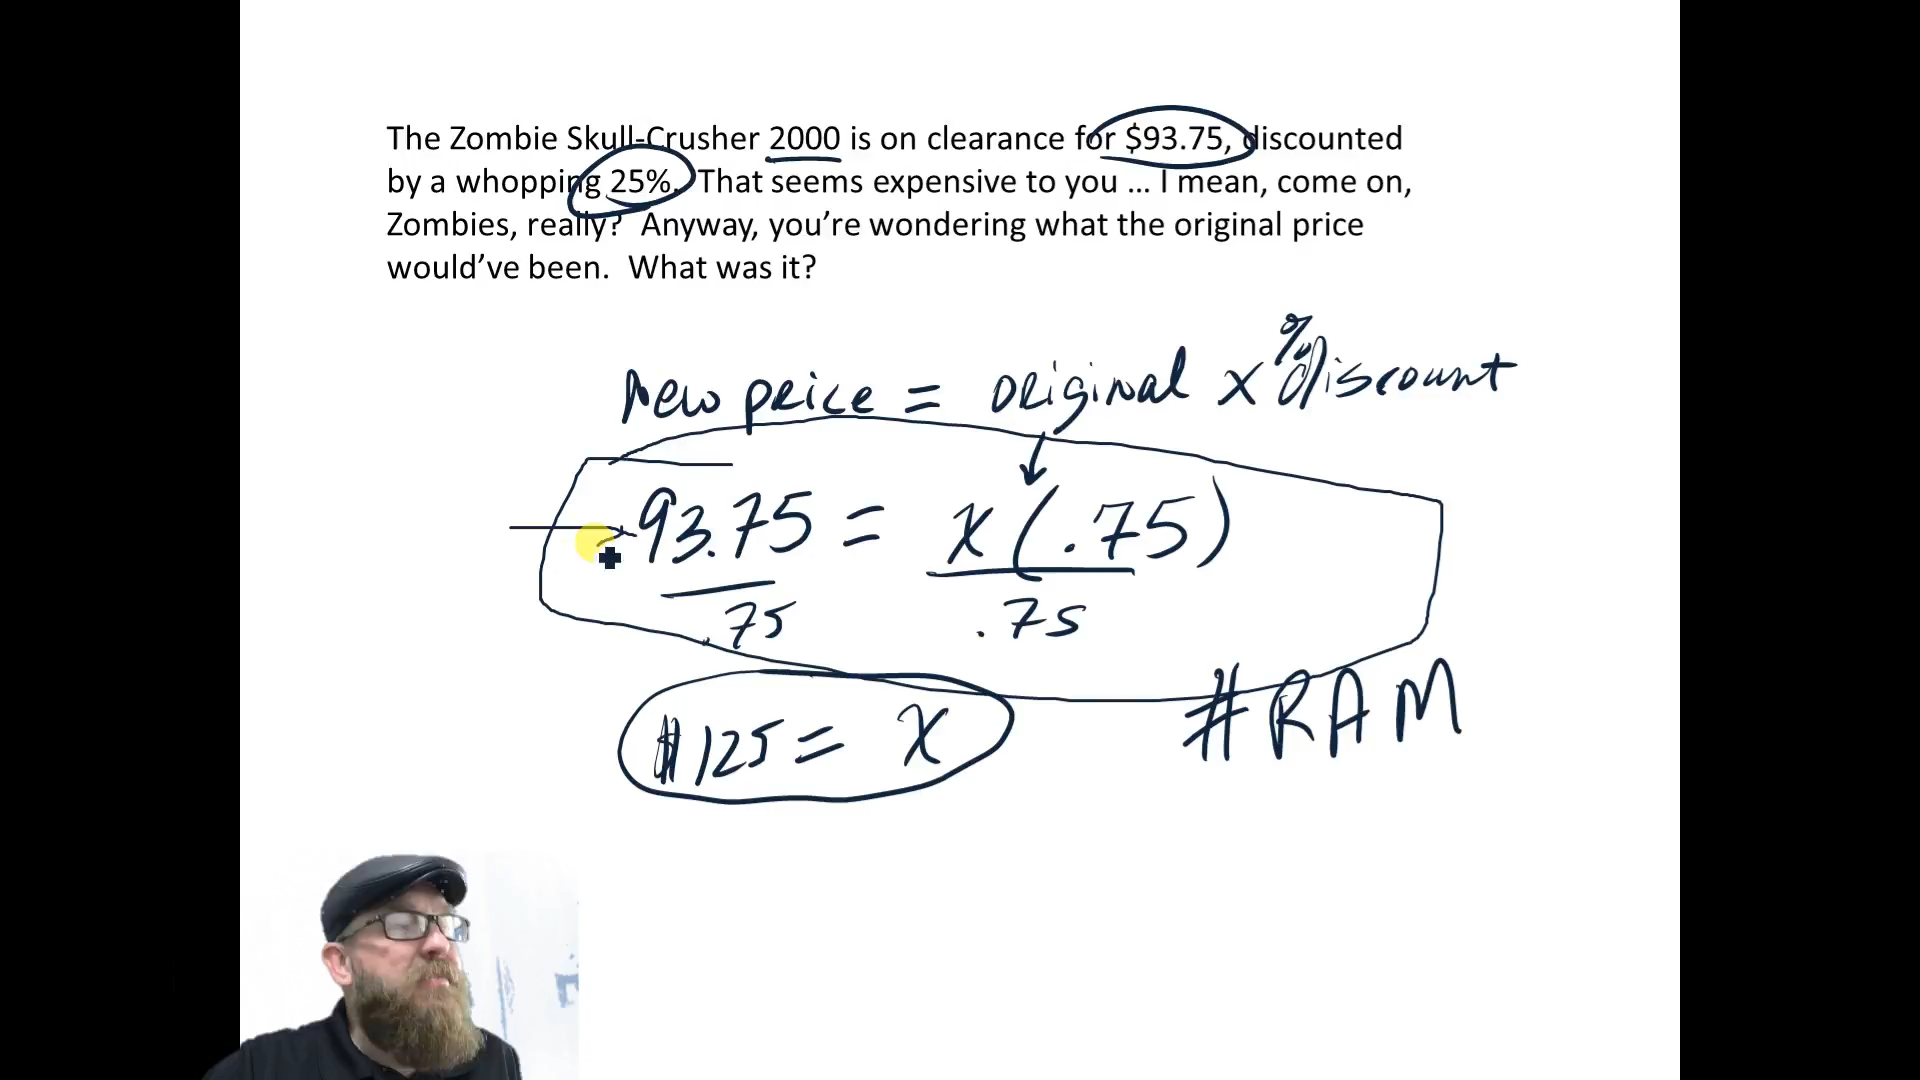 The Zombie Skull-Crusher 2000 is on clearance for $93.75, discounted
by a whopping 25%. That seems expensive to you … I mean, come on,
Zombies, really? Anyway, you’re wondering what the original price
would’ve been. What was it?
New price = original x % discount
93.75 = x (.75)
.75 .75
$125 = x
#RAM